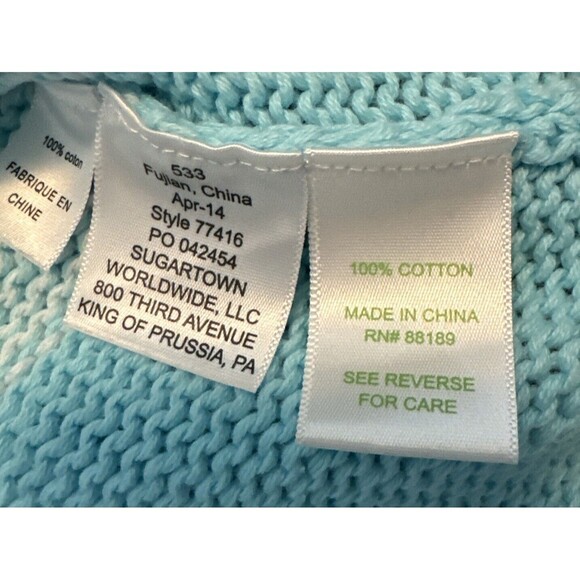 100% coton
FABRIQUE EN
CHINE
533
Fujian, China
Apr-14
Style 77416
PO 042454
SUGARTOWN
WORLDWIDE, LLC
800 THIRD AVENUE
KING OF PRUSSIA, PA
100% COTTON
MADE IN CHINA
RN# 88189
SEE REVERSE
FOR CARE